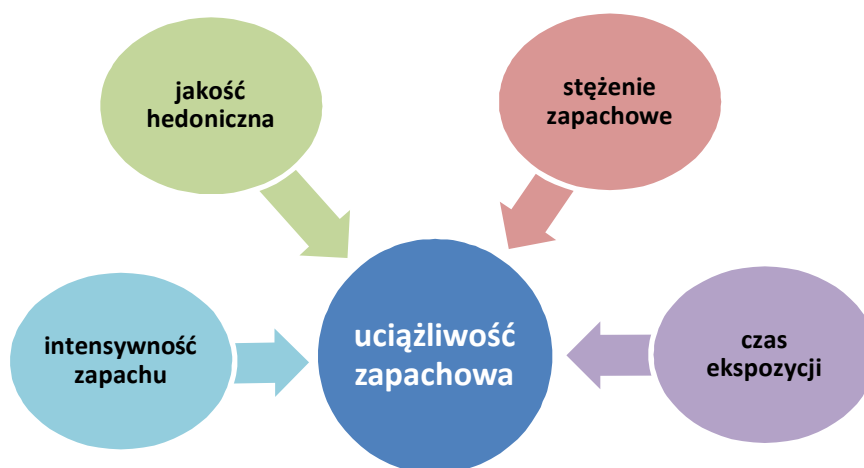 jakość
hedoniczna
stężenie
zapachowe
intensywność
zapachu
uciążliwość
zapachowa
czas
ekspozycji